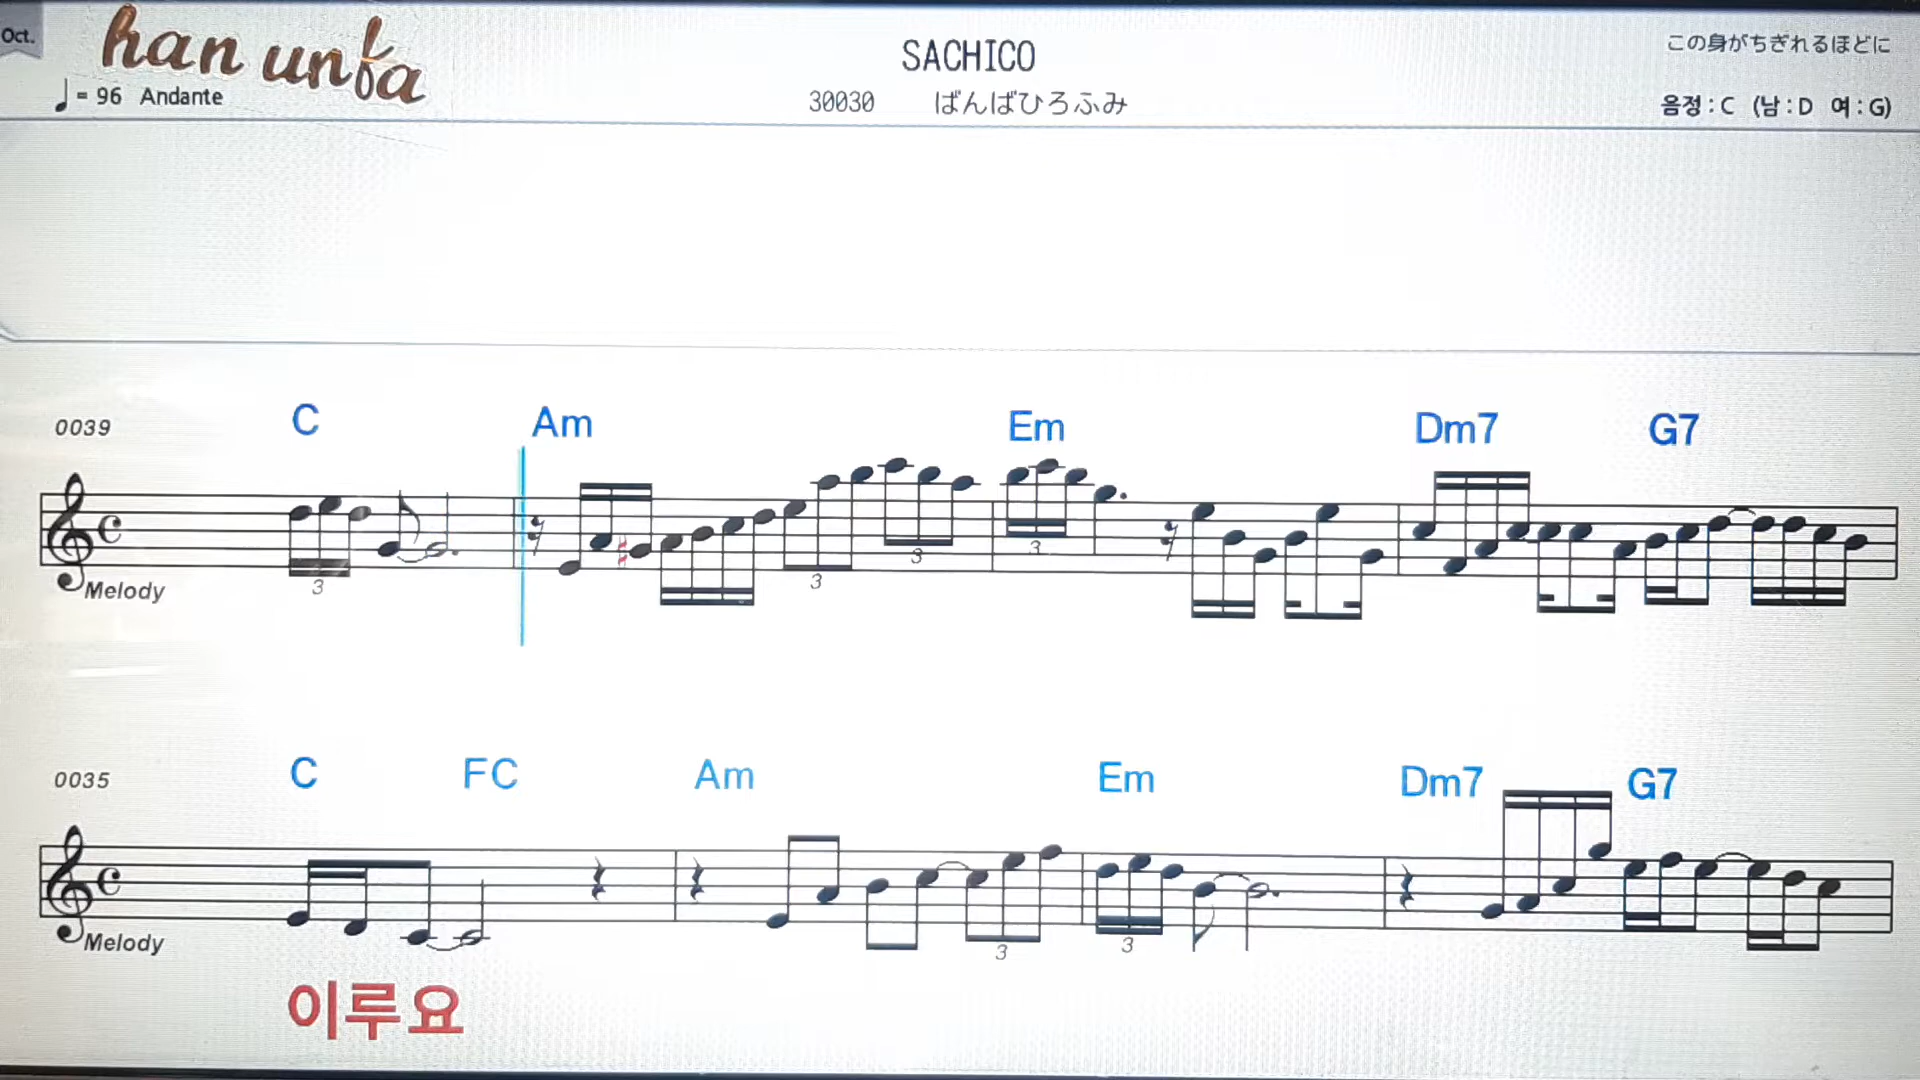 Oct.
han unfa
SACHICO
この身がちぎれるほどに
♩= 96 Andante
30030 ばんばひろふみ
음정 : C (남 : D 여 : G)
0039 C Am Em Dm7 G7
Melody
3 3 3 3
0035 C FC Am Em Dm7 G7
Melody
3 3
이루요